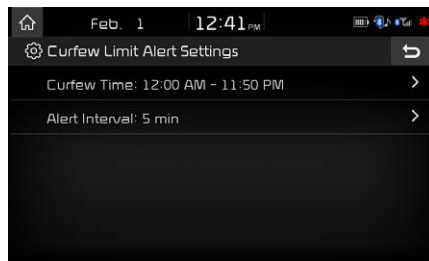 Feb. 1 12:41 PM
Curfew Limit Alert Settings
Curfew Time: 12:00 AM - 11:50 PM
Alert Interval: 5 min